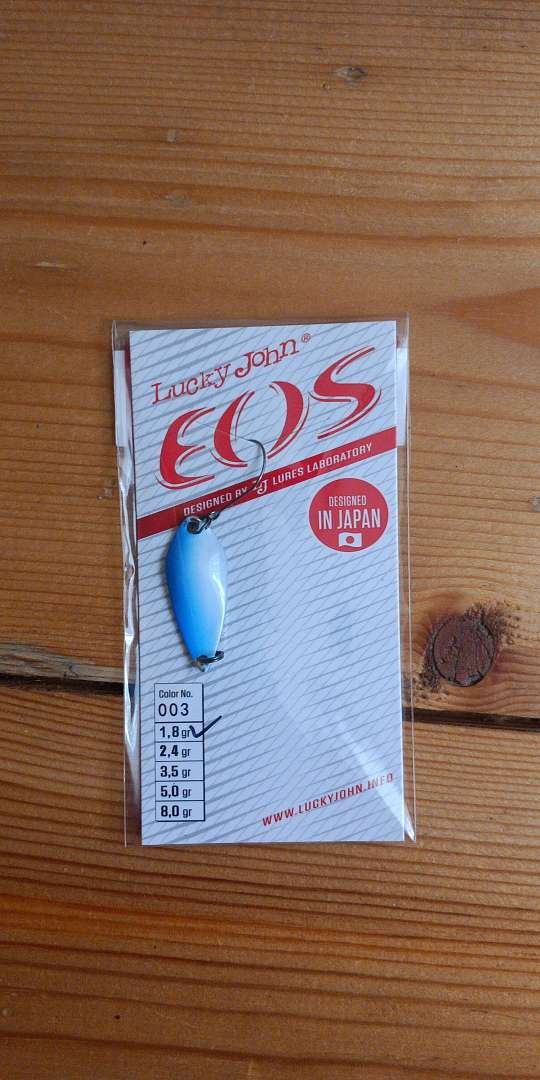 Lucky John®
EOS
DESIGNED BY LJ LURES LABORATORY
DESIGNED
IN JAPAN
Color No.
003
1,8 gr
2,4 gr
3,5 gr
5,0 gr
8,0 gr
WWW.LUCKYJOHN.INFO